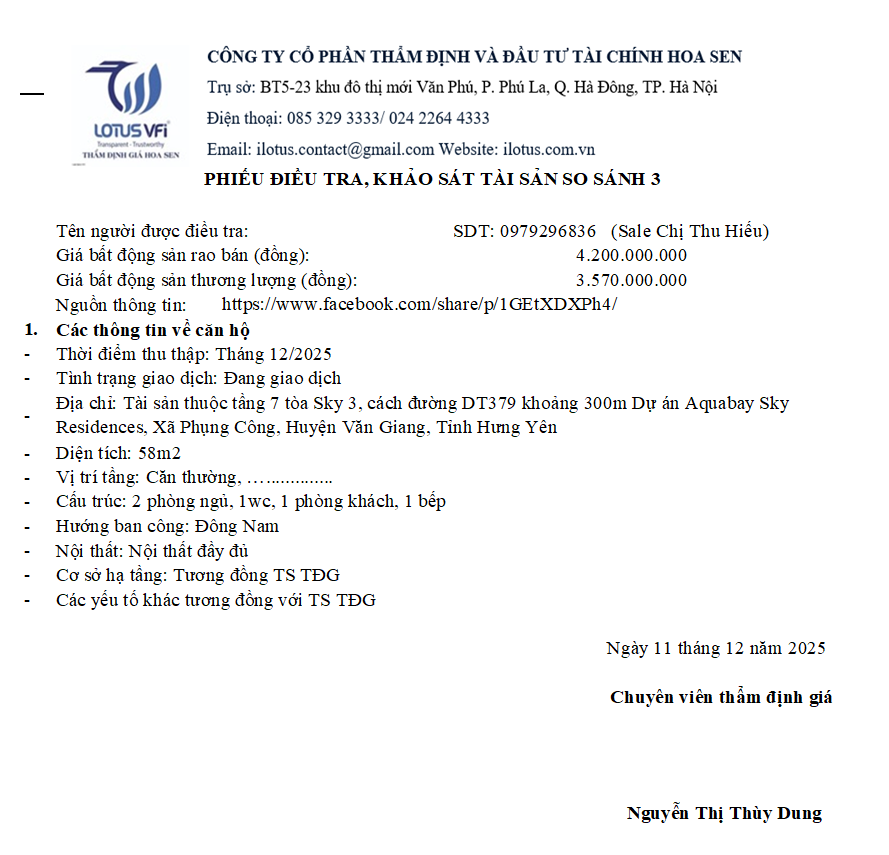 CÔNG TY CỔ PHẦN THẨM ĐỊNH VÀ ĐẦU TƯ TÀI CHÍNH HOA SEN
Trụ sở: BT5-23 khu đô thị mới Văn Phú, P. Phú La, Q. Hà Đông, TP. Hà Nội
Điện thoại: 085 329 3333/ 024 2264 4333
Email: ilotus.contact@gmail.com Website: ilotus.com.vn
LOTUS VFi
Transparent - Trustworthy
THẨM ĐỊNH GIÁ HOA SEN
PHIẾU ĐIỀU TRA, KHẢO SÁT TÀI SẢN SO SÁNH 3
Tên người được điều tra: SDT: 0979296836 (Sale Chị Thu Hiếu)
Giá bất động sản rao bán (đồng): 4.200.000.000
Giá bất động sản thương lượng (đồng): 3.570.000.000
Nguồn thông tin: https://www.facebook.com/share/p/1GEtXDXPh4/
1. Các thông tin về căn hộ
- Thời điểm thu thập: Tháng 12/2025
- Tình trạng giao dịch: Đang giao dịch
- Địa chỉ: Tài sản thuộc tầng 7 tòa Sky 3, cách đường DT379 khoảng 300m Dự án Aquabay Sky
Residences, Xã Phụng Công, Huyện Văn Giang, Tỉnh Hưng Yên
- Diện tích: 58m2
- Vị trí tầng: Căn thường, ….............
- Cấu trúc: 2 phòng ngủ, 1wc, 1 phòng khách, 1 bếp
- Hướng ban công: Đông Nam
- Nội thất: Nội thất đầy đủ
- Cơ sở hạ tầng: Tương đồng TS TĐG
- Các yếu tố khác tương đồng với TS TĐG
Ngày 11 tháng 12 năm 2025
Chuyên viên thẩm định giá
Nguyễn Thị Thùy Dung